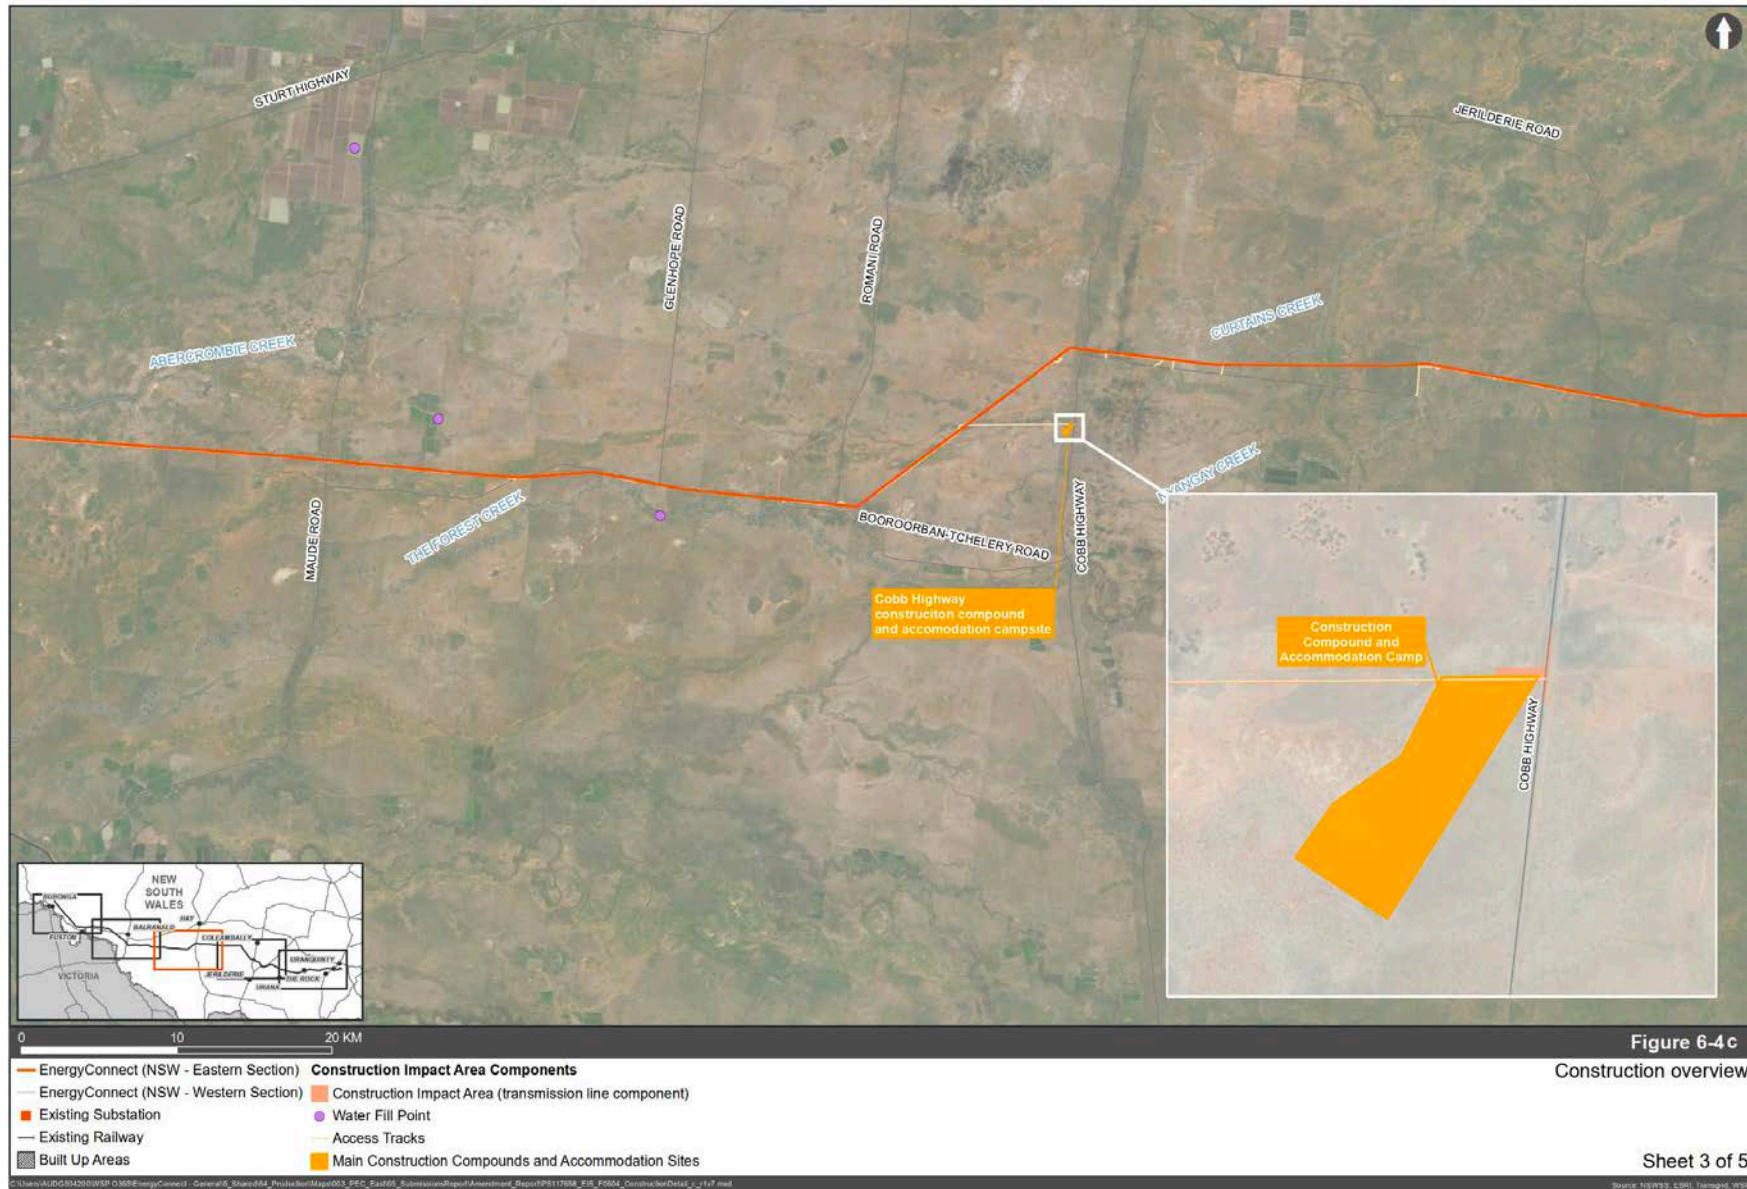 STURT HIGHWAY
JERILDERIE ROAD
GLENHOPE ROAD
ROMANI ROAD
ABERCROMBIE CREEK
CURTAINS CREEK
NYANGAY CREEK
THE FOREST CREEK
MAUDE ROAD
BOOROORBAN-TCHELERY ROAD
COBB HIGHWAY
Cobb Highway
construciton compound
and accomodation campsite
Construction
Compound and
Accommodation Camp
COBB HIGHWAY
NEW
SOUTH
WALES
BURONGA
HAY
BALRANALD
EUSTON
COLEAMBALLY
URANQUINTY
VICTORIA
JERILDERIE
URANA
0 10 20 KM
Figure 6-4c
EnergyConnect (NSW - Eastern Section)
EnergyConnect (NSW - Western Section)
Existing Substation
Existing Railway
Built Up Areas
Construction Impact Area Components
Construction Impact Area (transmission line component)
Water Fill Point
Access Tracks
Main Construction Compounds and Accommodation Sites
Construction overview
Sheet 3 of 5